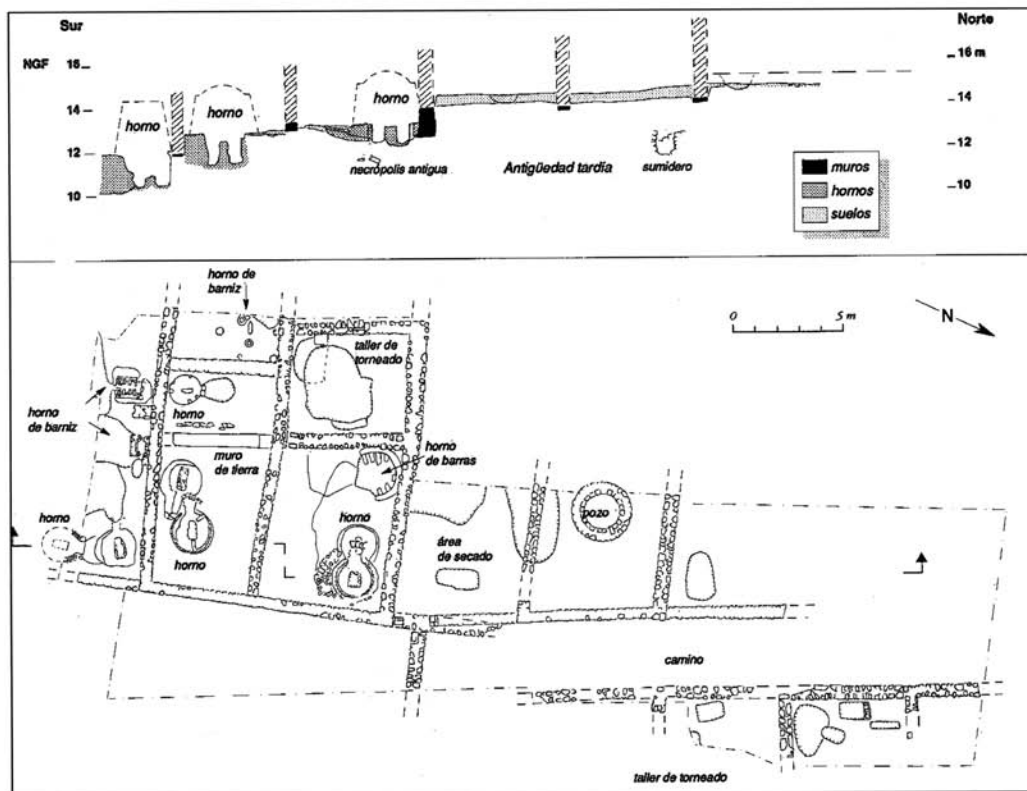 Sur
Norte
NGF
16
14
12
10
16 m
14
12
10
horno
horno
horno
necrópolis antigua
Antigüedad tardía
sumidero
muros
hornos
suelos
horno de
barniz
0
5 m
N
taller de
torneado
horno
de barniz
horno
muro
de tierra
horno
de barras
horno
horno
horno
área
de secado
pozo
camino
taller de torneado